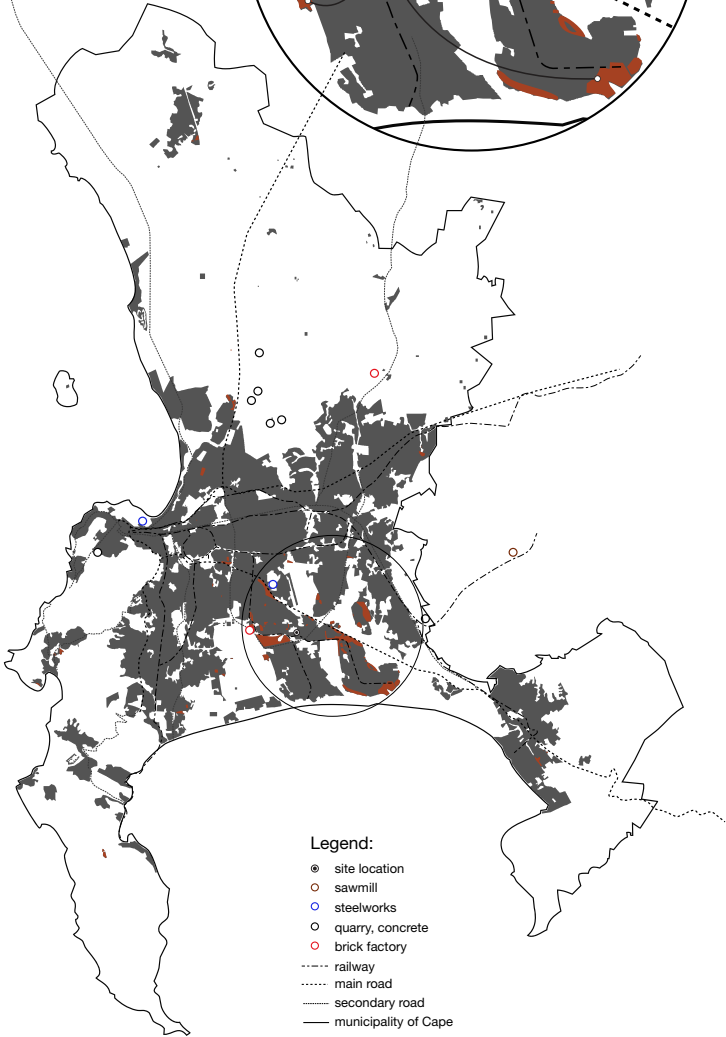 Legend:
site location
sawmill
steelworks
quarry, concrete
brick factory
railway
main road
secondary road
municipality of Cape